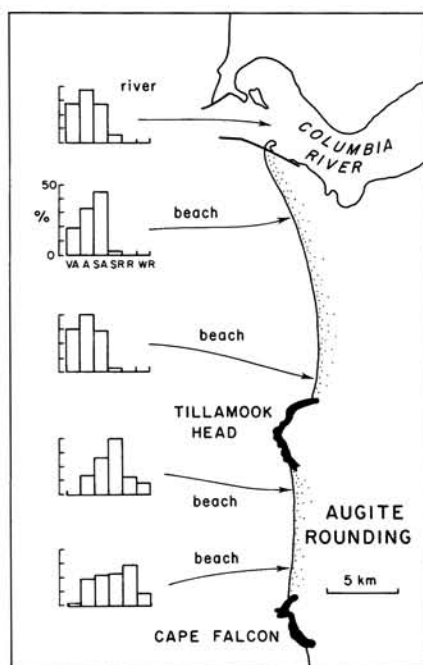 river
COLUMBIA
RIVER
50
%
0
VA A SA SR R WR
beach
beach
TILLAMOOK
HEAD
beach
AUGITE
ROUNDING
beach
5 km
CAPE FALCON